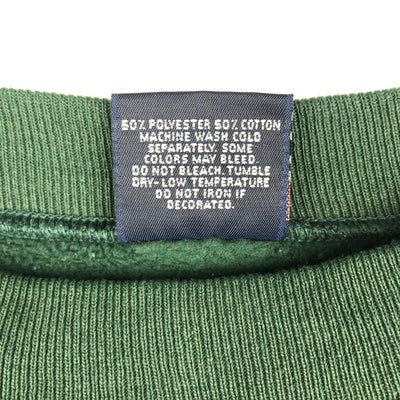 50% POLYESTER 50% COTTON
MACHINE WASH COLD
SEPARATELY. SOME
COLORS MAY BLEED.
DO NOT BLEACH. TUMBLE
DRY-LOW TEMPERATURE
DO NOT IRON IF
DECORATED.